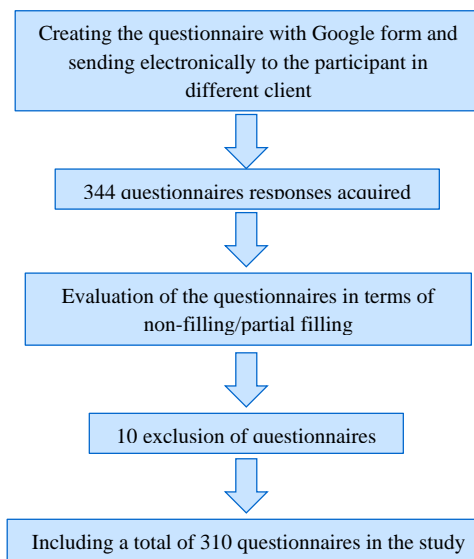 Creating the questionnaire with Google form and
sending electronically to the participant in
different client
344 questionnaires responses acquired
Evaluation of the questionnaires in terms of
non-filling/partial filling
10 exclusion of questionnaires
Including a total of 310 questionnaires in the study